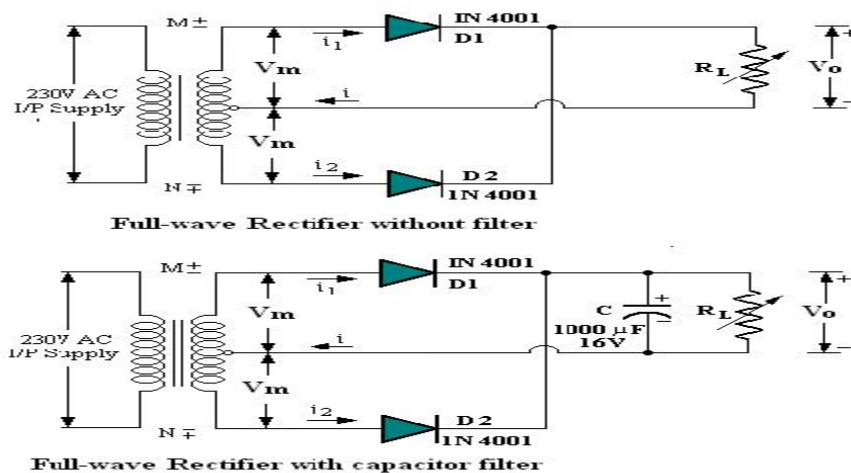 M±
IN 4001
i1
D1
Vm
230V AC
I/P Supply
i
RL
Vo
+
−
Vm
i2
D 2
N∓
1N 4001
Full-wave Rectifier without filter
M±
IN 4001
i1
D1
Vm
C
+
−
230V AC
I/P Supply
1000 µF
16V
i
RL
Vo
+
−
Vm
i2
D 2
N∓
1N 4001
Full-wave Rectifier with capacitor filter